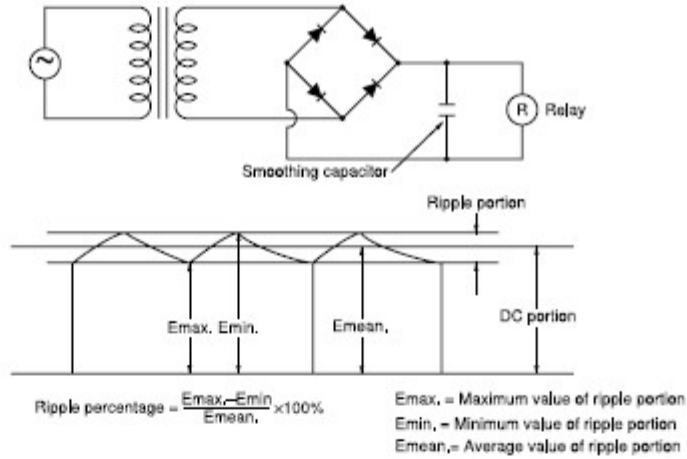 R Relay
Smoothing capacitor
Ripple portion
Emax. Emin.
Emean.
DC portion
Ripple percentage = Emax.–Emin / Emean. ×100%
Emax. = Maximum value of ripple portion
Emin. = Minimum value of ripple portion
Emean.= Average value of ripple portion